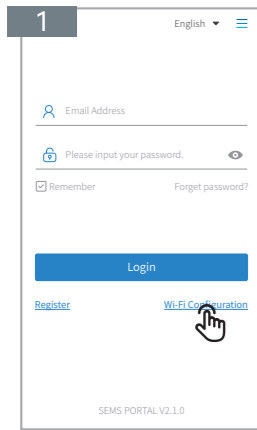 1
English
Email Address
Please input your password.
Remember Forget password?
Login
Register Wi-Fi Configuration
SEMS PORTAL V2.1.0